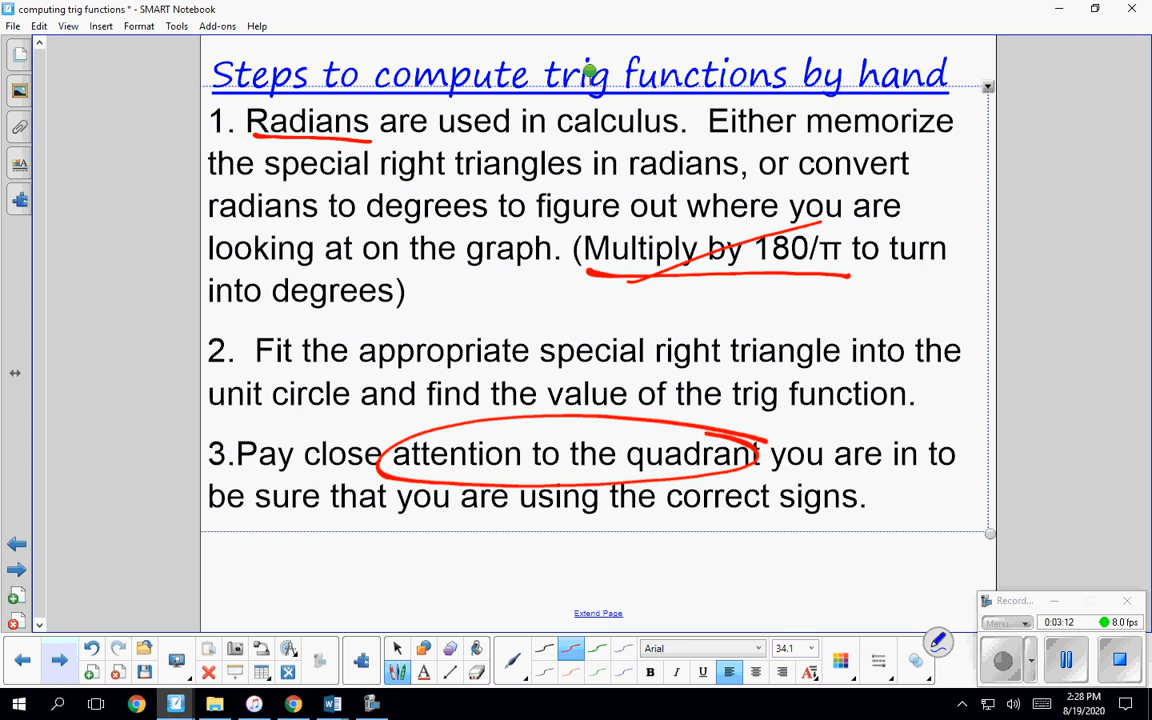 computing trig functions * - SMART Notebook
File Edit View Insert Format Tools Add-ons Help
Steps to compute trig functions by hand
1. Radians are used in calculus. Either memorize
the special right triangles in radians, or convert
radians to degrees to figure out where you are
looking at on the graph. (Multiply by 180/π to turn
into degrees)
2. Fit the appropriate special right triangle into the
unit circle and find the value of the trig function.
3.Pay close attention to the quadrant you are in to
be sure that you are using the correct signs.
Extend Page
Record...
Menu 0:03:12 8.0 fps
Arial 34.1
B I U
2:28 PM
8/19/2020